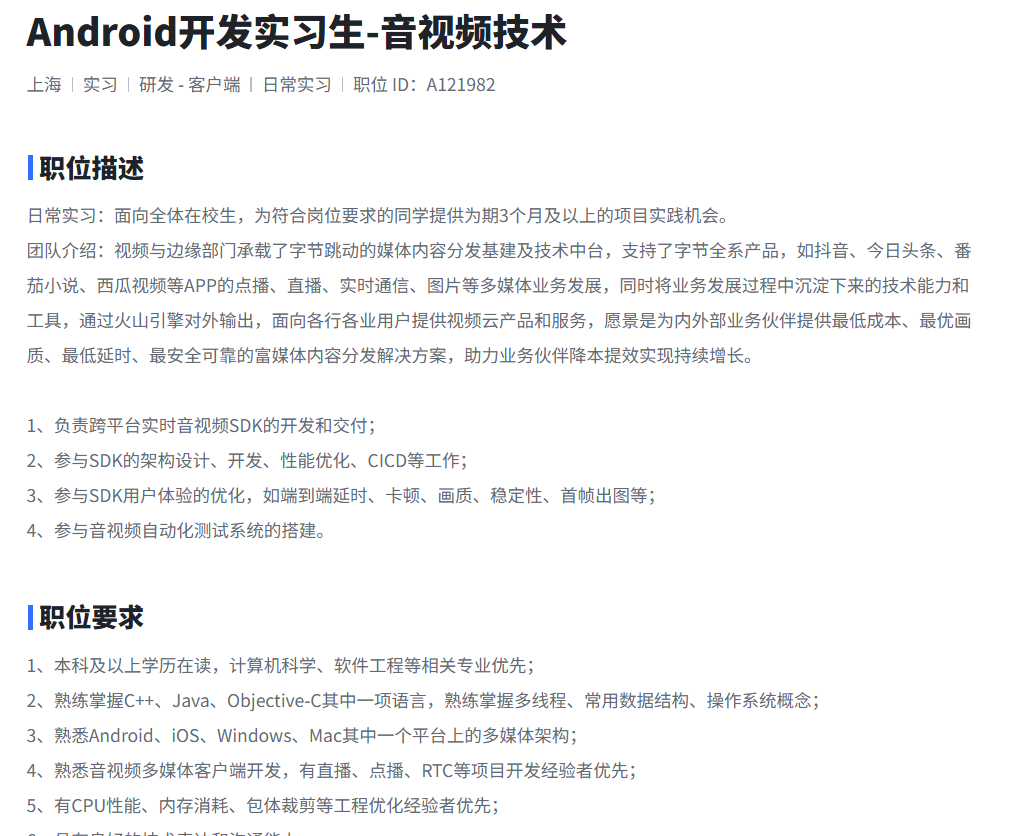 Android开发实习生-音视频技术
上海 | 实习 | 研发 - 客户端 | 日常实习 | 职位 ID：A121982
职位描述
日常实习：面向全体在校生，为符合岗位要求的同学提供为期3个月及以上的项目实践机会。
团队介绍：视频与边缘部门承载了字节跳动的媒体内容分发基建及技术中台，支持了字节全系产品，如抖音、今日头条、番
茄小说、西瓜视频等APP的点播、直播、实时通信、图片等多媒体业务发展，同时将业务发展过程中沉淀下来的技术能力和
工具，通过火山引擎对外输出，面向各行各业用户提供视频云产品和服务，愿景是为内外部业务伙伴提供最低成本、最优画
质、最低延时、最安全可靠的富媒体内容分发解决方案，助力业务伙伴降本提效实现持续增长。
1、负责跨平台实时音视频SDK的开发和交付；
2、参与SDK的架构设计、开发、性能优化、CICD等工作；
3、参与SDK用户体验的优化，如端到端延时、卡顿、画质、稳定性、首帧出图等；
4、参与音视频自动化测试系统的搭建。
职位要求
1、本科及以上学历在读，计算机科学、软件工程等相关专业优先；
2、熟练掌握C++、Java、Objective-C其中一项语言，熟练掌握多线程、常用数据结构、操作系统概念；
3、熟悉Android、iOS、Windows、Mac其中一个平台上的多媒体架构；
4、熟悉音视频多媒体客户端开发，有直播、点播、RTC等项目开发经验者优先；
5、有CPU性能、内存消耗、包体裁剪等工程优化经验者优先；